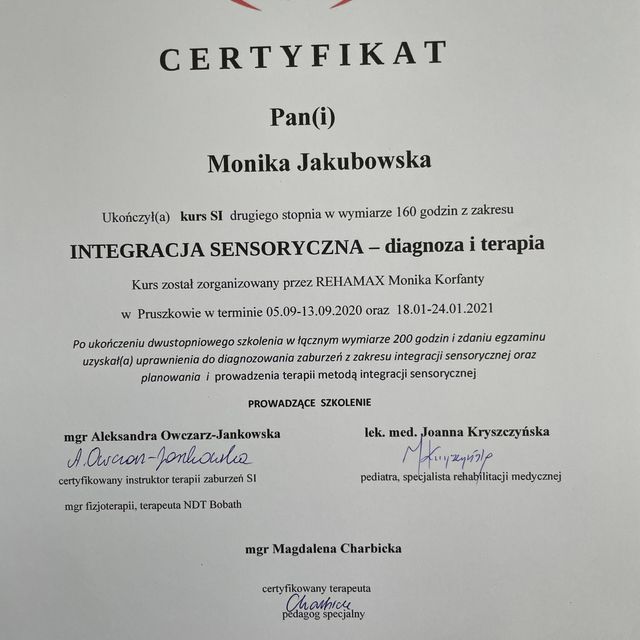 CERTYFIKAT
Pan(i)
Monika Jakubowska
Ukończył(a) kurs SI drugiego stopnia w wymiarze 160 godzin z zakresu
INTEGRACJA SENSORYCZNA – diagnoza i terapia
Kurs został zorganizowany przez REHAMAX Monika Korfanty
w Pruszkowie w terminie 05.09-13.09.2020 oraz 18.01-24.01.2021
Po ukończeniu dwustopniowego szkolenia w łącznym wymiarze 200 godzin i zdaniu egzaminu
uzyskał(a) uprawnienia do diagnozowania zaburzeń z zakresu integracji sensorycznej oraz
planowania i prowadzenia terapii metodą integracji sensorycznej
PROWADZĄCE SZKOLENIE
mgr Aleksandra Owczarz-Jankowska
A. Owczarz-Jankowska
certyfikowany instruktor terapii zaburzeń SI
mgr fizjoterapii, terapeuta NDT Bobath
lek. med. Joanna Kryszczyńska
pediatra, specjalista rehabilitacji medycznej
mgr Magdalena Charbicka
certyfikowany terapeuta
pedagog specjalny